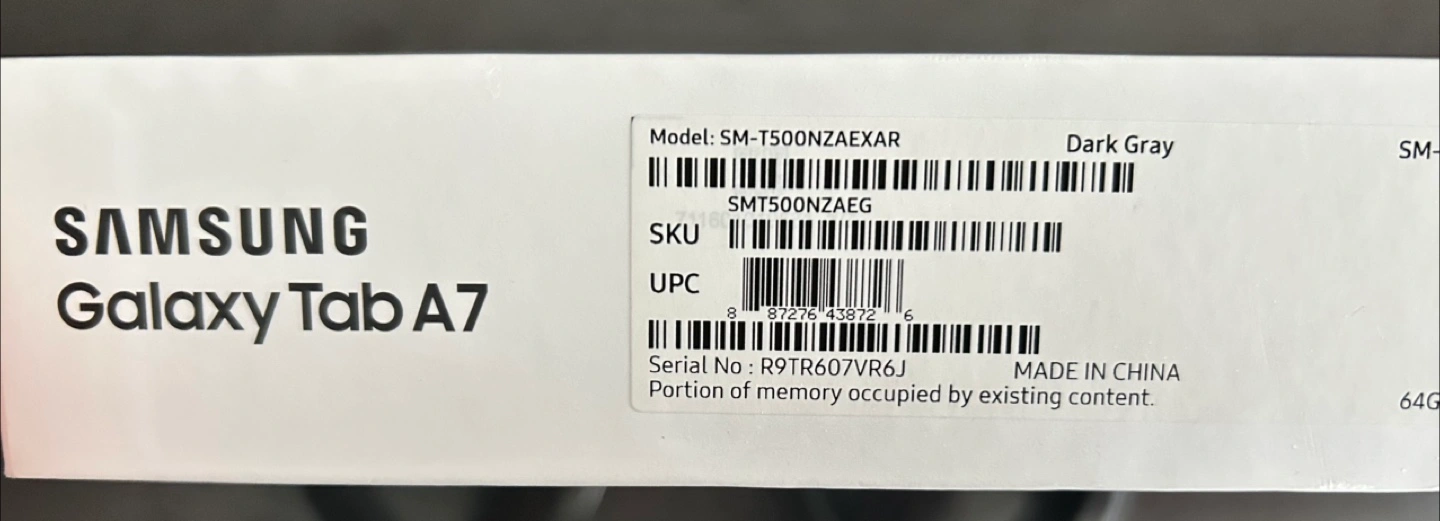 SAMSUNG
Galaxy Tab A7
Model: SM-T500NZAEXAR
Dark Gray
SM-
SMT500NZAEG
SKU
UPC
8 87276 43872 6
Serial No : R9TR607VR6J
MADE IN CHINA
Portion of memory occupied by existing content.
64G